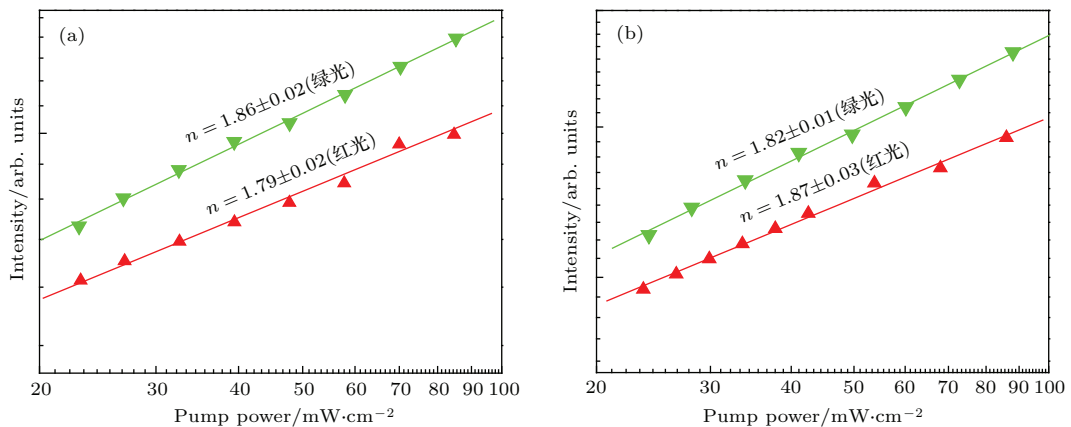 (a)
n = 1.86±0.02(绿光)
n = 1.79±0.02(红光)
Intensity/arb. units
20 30 40 50 60 70 80 100
Pump power/mW·cm−2
(b)
n = 1.82±0.01(绿光)
n = 1.87±0.03(红光)
Intensity/arb. units
20 30 40 50 60 70 80 90 100
Pump power/mW·cm−2